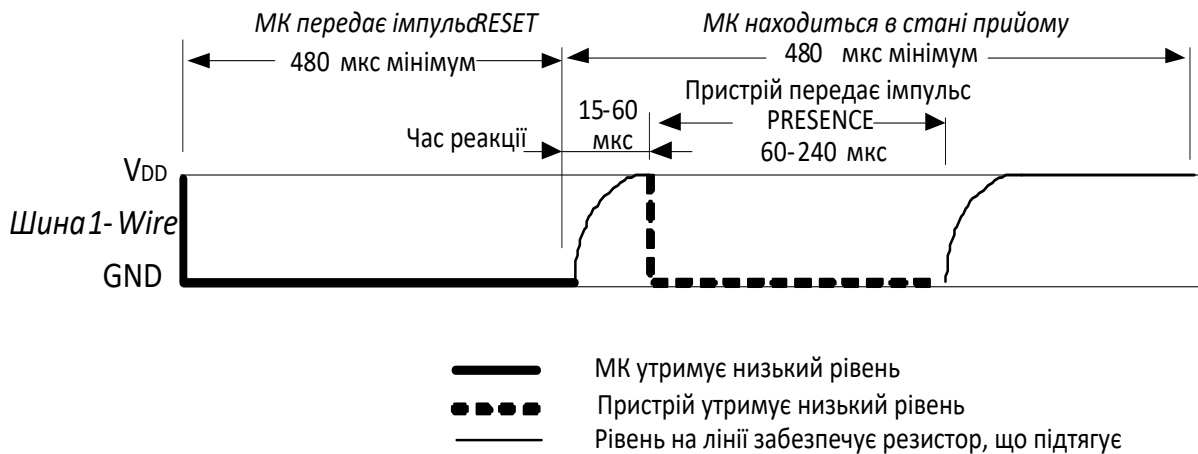 МК передає імпульсRESET
МК находиться в стані прийому
480 мкс мінімум
480 мкс мінімум
Пристрій передає імпульс
PRESENCE
60-240 мкс
15-60
мкс
Час реакції
VDD
Шина1- Wire
GND
МК утримує низький рівень
Пристрій утримує низький рівень
Рівень на лінії забезпечує резистор, що підтягує